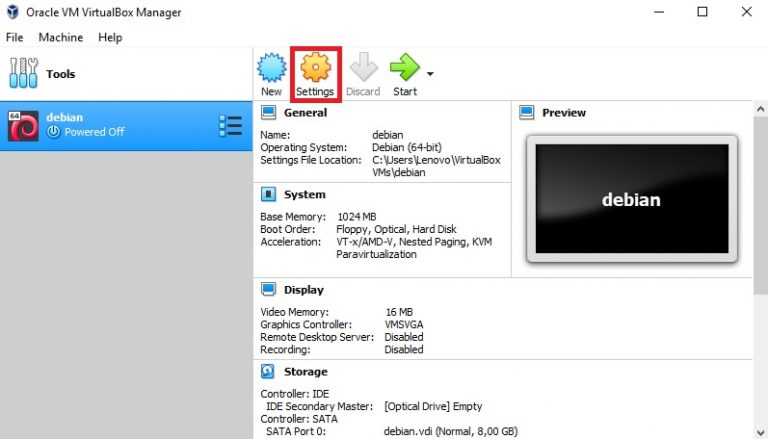 Oracle VM VirtualBox Manager
File Machine Help
Tools
New Settings Discard Start
64 debian
Powered Off
General
Name: debian
Operating System: Debian (64-bit)
Settings File Location: C:\Users\Lenovo\VirtualBox
VMs\debian
Preview
debian
System
Base Memory: 1024 MB
Boot Order: Floppy, Optical, Hard Disk
Acceleration: VT-x/AMD-V, Nested Paging, KVM
Paravirtualization
Display
Video Memory: 16 MB
Graphics Controller: VMSVGA
Remote Desktop Server: Disabled
Recording: Disabled
Storage
Controller: IDE
IDE Secondary Master: [Optical Drive] Empty
Controller: SATA
SATA Port 0: debian.vdi (Normal, 8,00 GB)